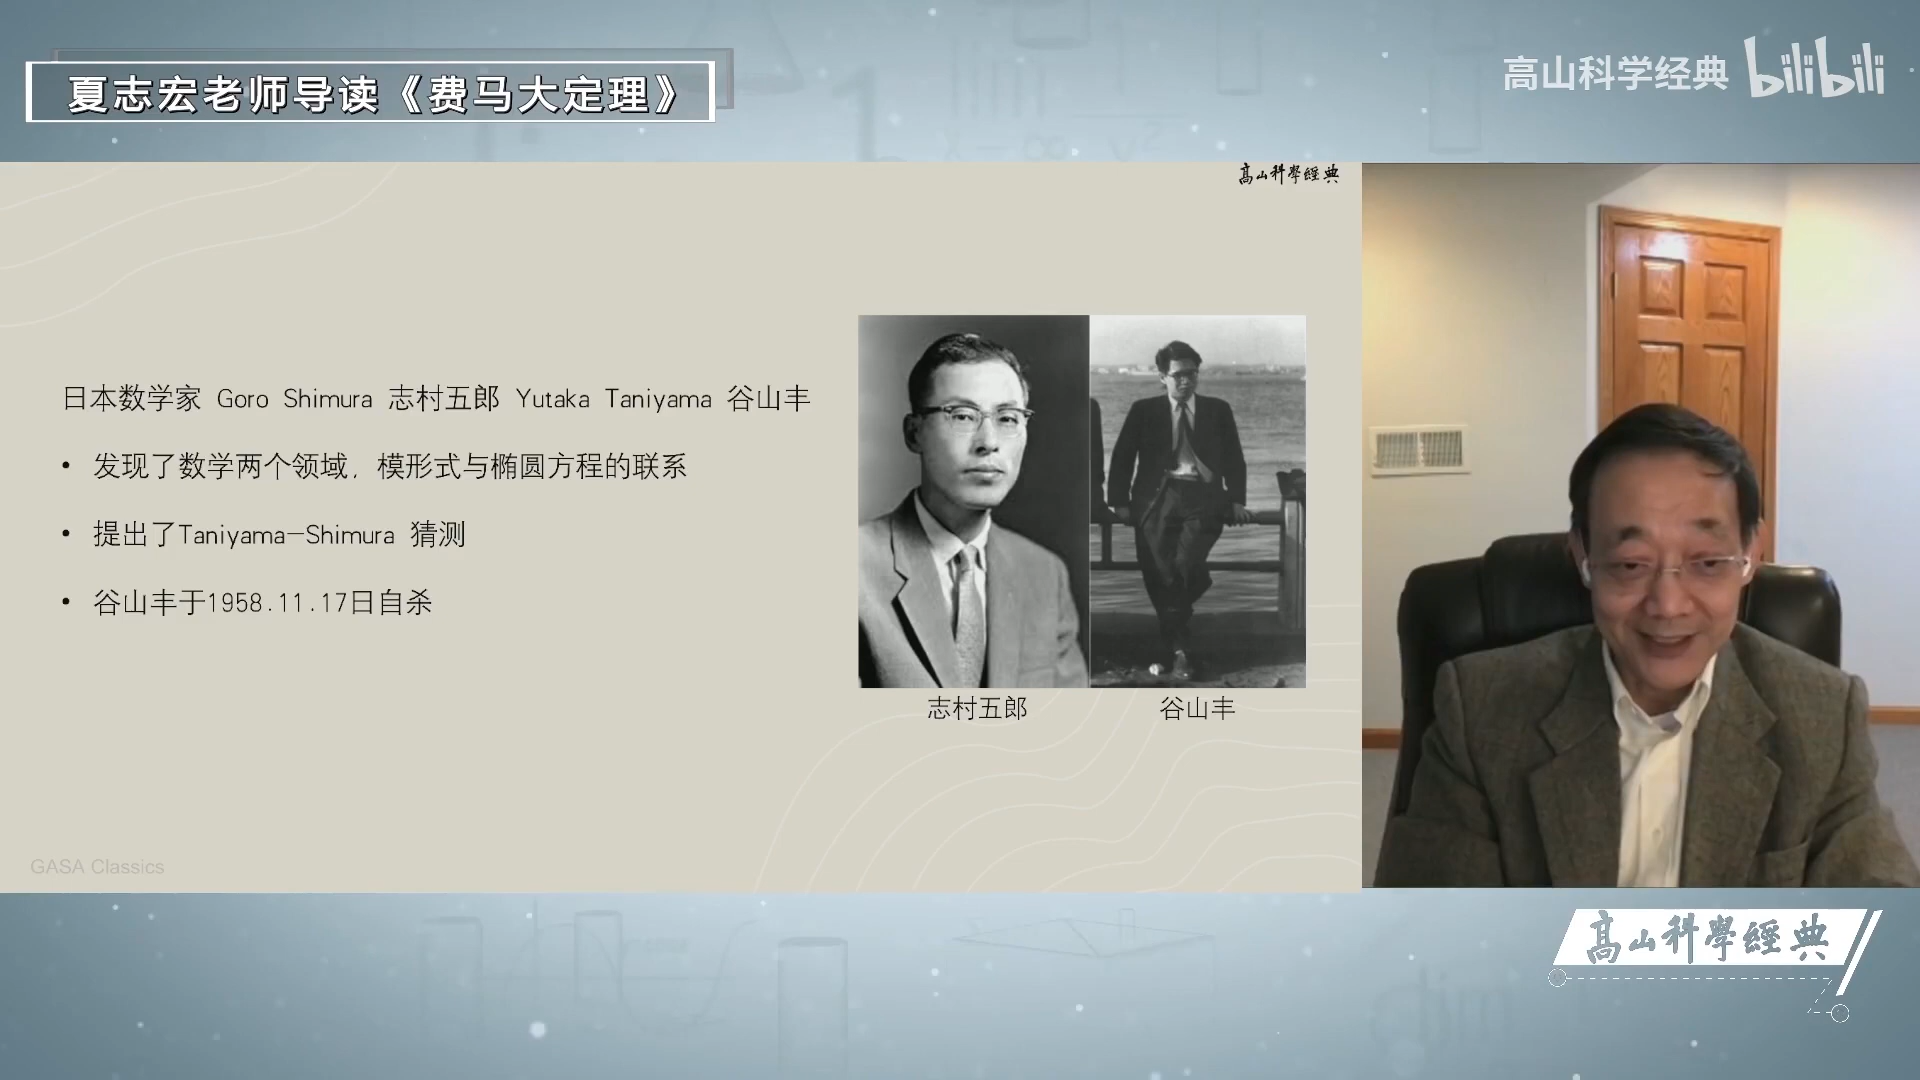 夏志宏老师导读《费马大定理》
高山科学经典 bilibili
高山科學經典
日本数学家 Goro Shimura 志村五郎 Yutaka Taniyama 谷山丰
• 发现了数学两个领域，模形式与椭圆方程的联系
• 提出了Taniyama-Shimura 猜测
• 谷山丰于1958.11.17日自杀
志村五郎
谷山丰
GASA Classics
高山科學經典